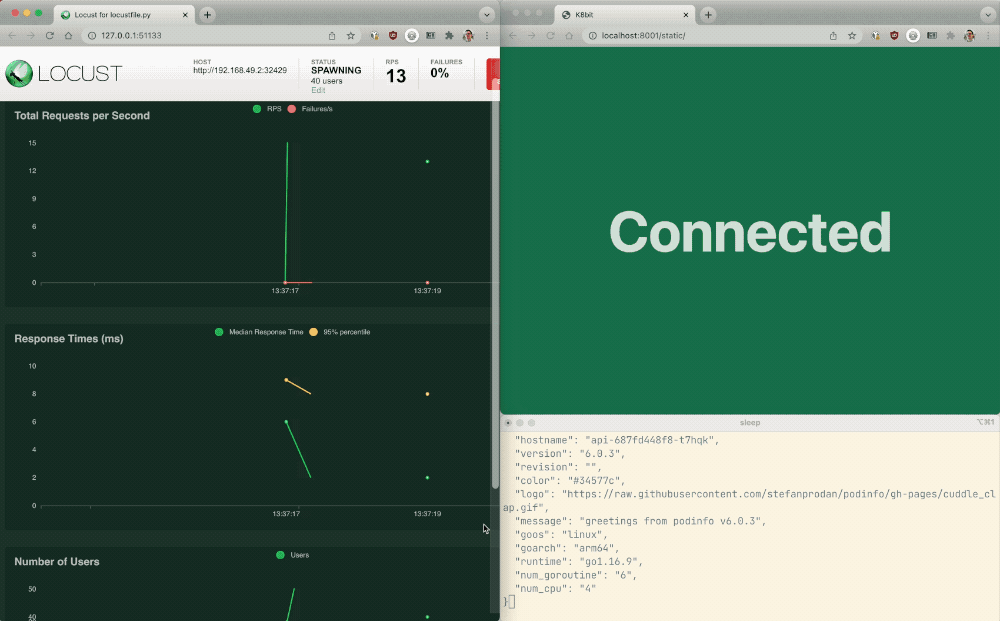 Locust for locustfile.py
127.0.0.1:51133
LOCUST
HOST
http://192.168.49.2:32429
STATUS
SPAWNING
40 users
Edit
RPS
13
FAILURES
0%
Total Requests per Second
RPS
Failures/s
15
12
9
6
3
0
13:37:17
13:37:19
Response Times (ms)
Median Response Time
95% percentile
10
8
6
4
2
0
13:37:17
13:37:19
Number of Users
Users
50
40
K8bit
localhost:8001/static/
Connected
sleep
⌥⌘1
"hostname": "api-687fd448f8-t7hqk",
"version": "6.0.3",
"revision": "",
"color": "#34577c",
"logo": "https://raw.githubusercontent.com/stefanprodan/podinfo/gh-pages/cuddle_cl
ap.gif",
"message": "greetings from podinfo v6.0.3",
"goos": "linux",
"goarch": "arm64",
"runtime": "go1.16.9",
"num_goroutine": "6",
"num_cpu": "4"
}